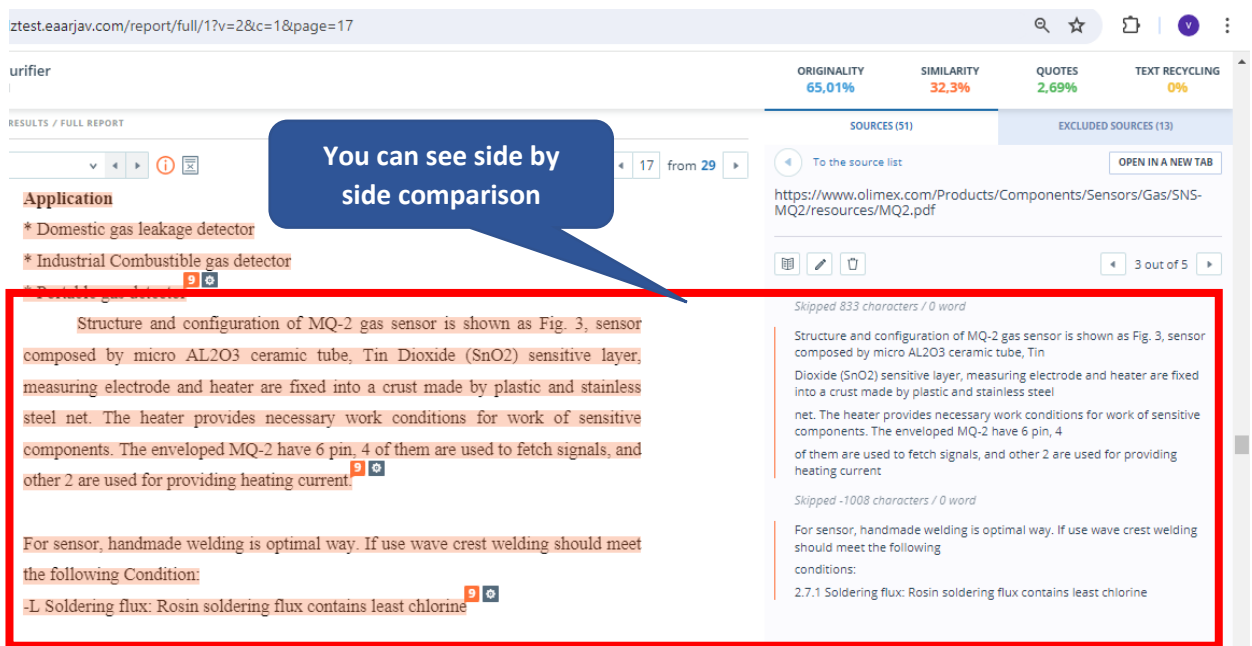 ztest.eaarjav.com/report/full/1?v=2&c=1&page=17
V
urifier
ORIGINALITY
65,01%
SIMILARITY
32,3%
QUOTES
2,69%
TEXT RECYCLING
0%
RESULTS / FULL REPORT
SOURCES (51)
EXCLUDED SOURCES (13)
You can see side by
side comparison
17 from 29
To the source list
OPEN IN A NEW TAB
https://www.olimex.com/Products/Components/Sensors/Gas/SNS-
MQ2/resources/MQ2.pdf
3 out of 5
Application
* Domestic gas leakage detector
* Industrial Combustible gas detector
* Portable gas detector 9
Structure and configuration of MQ-2 gas sensor is shown as Fig. 3, sensor
composed by micro AL2O3 ceramic tube, Tin Dioxide (SnO2) sensitive layer,
measuring electrode and heater are fixed into a crust made by plastic and stainless
steel net. The heater provides necessary work conditions for work of sensitive
components. The enveloped MQ-2 have 6 pin, 4 of them are used to fetch signals, and
other 2 are used for providing heating current. 9
For sensor, handmade welding is optimal way. If use wave crest welding should meet
the following Condition:
-L Soldering flux: Rosin soldering flux contains least chlorine 9
Skipped 833 characters / 0 word
Structure and configuration of MQ-2 gas sensor is shown as Fig. 3, sensor
composed by micro AL2O3 ceramic tube, Tin
Dioxide (SnO2) sensitive layer, measuring electrode and heater are fixed
into a crust made by plastic and stainless steel
net. The heater provides necessary work conditions for work of sensitive
components. The enveloped MQ-2 have 6 pin, 4
of them are used to fetch signals, and other 2 are used for providing
heating current
Skipped -1008 characters / 0 word
For sensor, handmade welding is optimal way. If use wave crest welding
should meet the following
conditions:
2.7.1 Soldering flux: Rosin soldering flux contains least chlorine